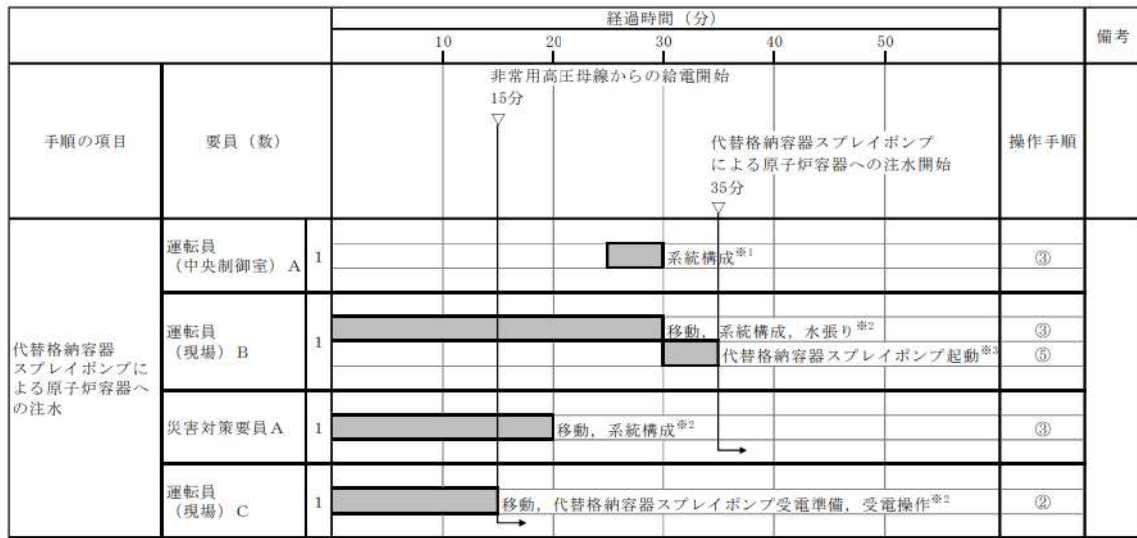 経過時間（分）
10 20 30 40 50
備考
手順の項目
要員（数）
操作手順
非常用高圧母線からの給電開始
15分
代替格納容器スプレイポンプ
による原子炉容器への注水開始
35分
代替格納容器
スプレイポンプに
よる原子炉容器へ
の注水
運転員
（中央制御室）A
1
系統構成※1
③
運転員
（現場）B
1
移動，系統構成，水張り※2
③
代替格納容器スプレイポンプ起動※3
⑤
災害対策要員A
1
移動，系統構成※2
③
運転員
（現場）C
1
移動，代替格納容器スプレイポンプ受電準備，受電操作※2
②